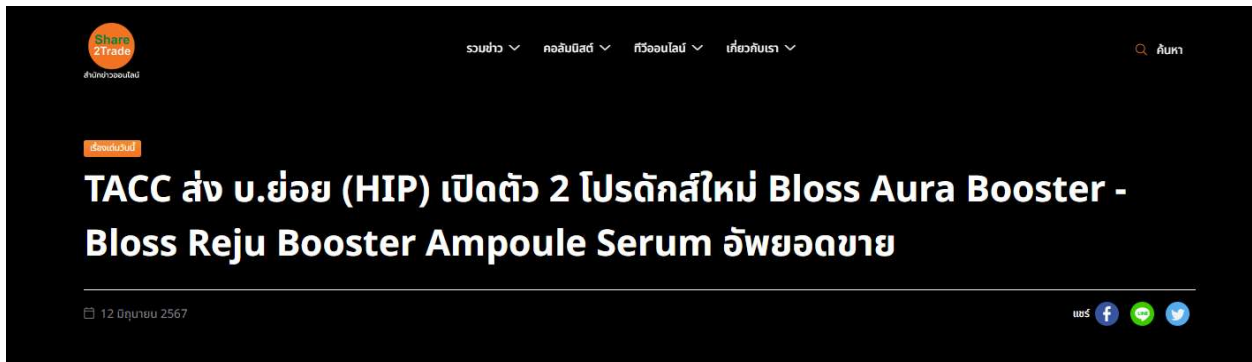 Share
2Trade
สำนักข่าวออนไลน์
รวมข่าว
คอลัมนิสต์
ทีวีออนไลน์
เกี่ยวกับเรา
ค้นหา
เรื่องเด่นวันนี้
TACC ส่ง บ.ย่อย (HIP) เปิดตัว 2 โปรดักส์ใหม่ Bloss Aura Booster -
Bloss Reju Booster Ampoule Serum อัพยอดขาย
12 มิถุนายน 2567
แชร์
LINE